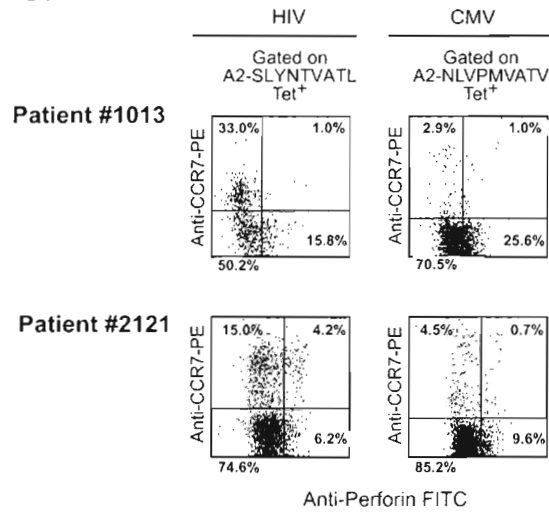 HIV CMV
Gated on Gated on
A2-SLYNTVATL A2-NLVPMVATV
Tet+ Tet+
Patient #1013
33.0% 1.0% 2.9% 1.0%
Anti-CCR7-PE Anti-CCR7-PE
15.8% 25.6%
50.2% 70.5%
Patient #2121
15.0% 4.2% 4.5% 0.7%
Anti-CCR7-PE Anti-CCR7-PE
6.2% 9.6%
74.6% 85.2%
Anti-Perforin FITC